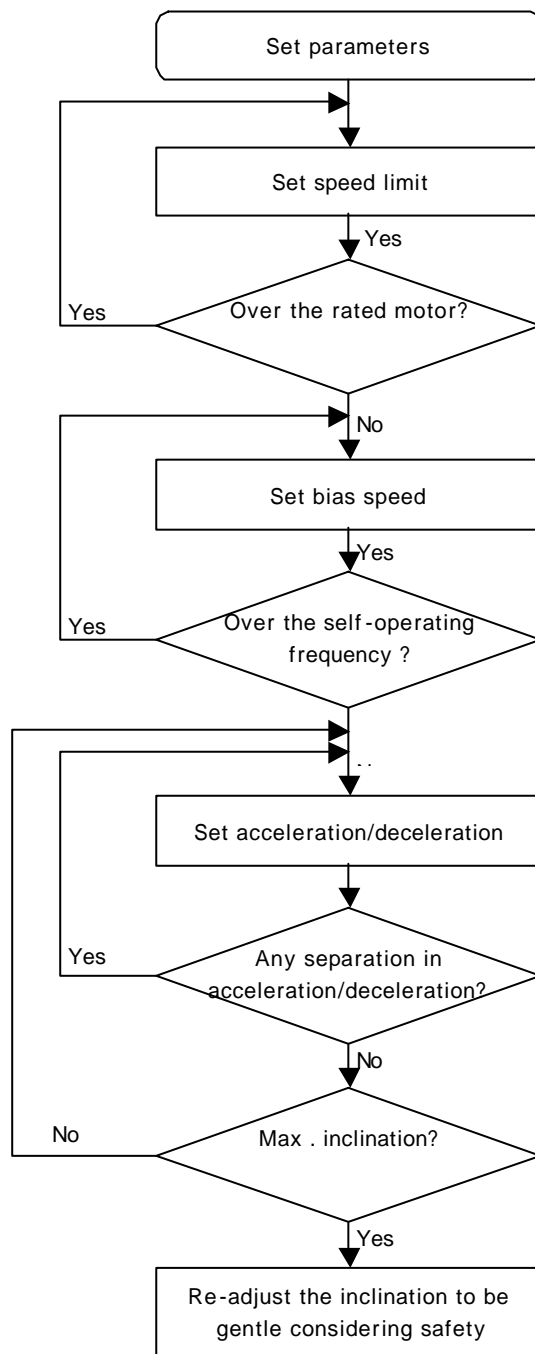 Set parameters
Set speed limit
Yes
Over the rated motor?
Yes
No
Set bias speed
Yes
Over the self-operating
frequency ?
Yes
Set acceleration/deceleration
Any separation in
acceleration/deceleration?
Yes
No
Max . inclination?
No
Yes
Re-adjust the inclination to be
gentle considering safety